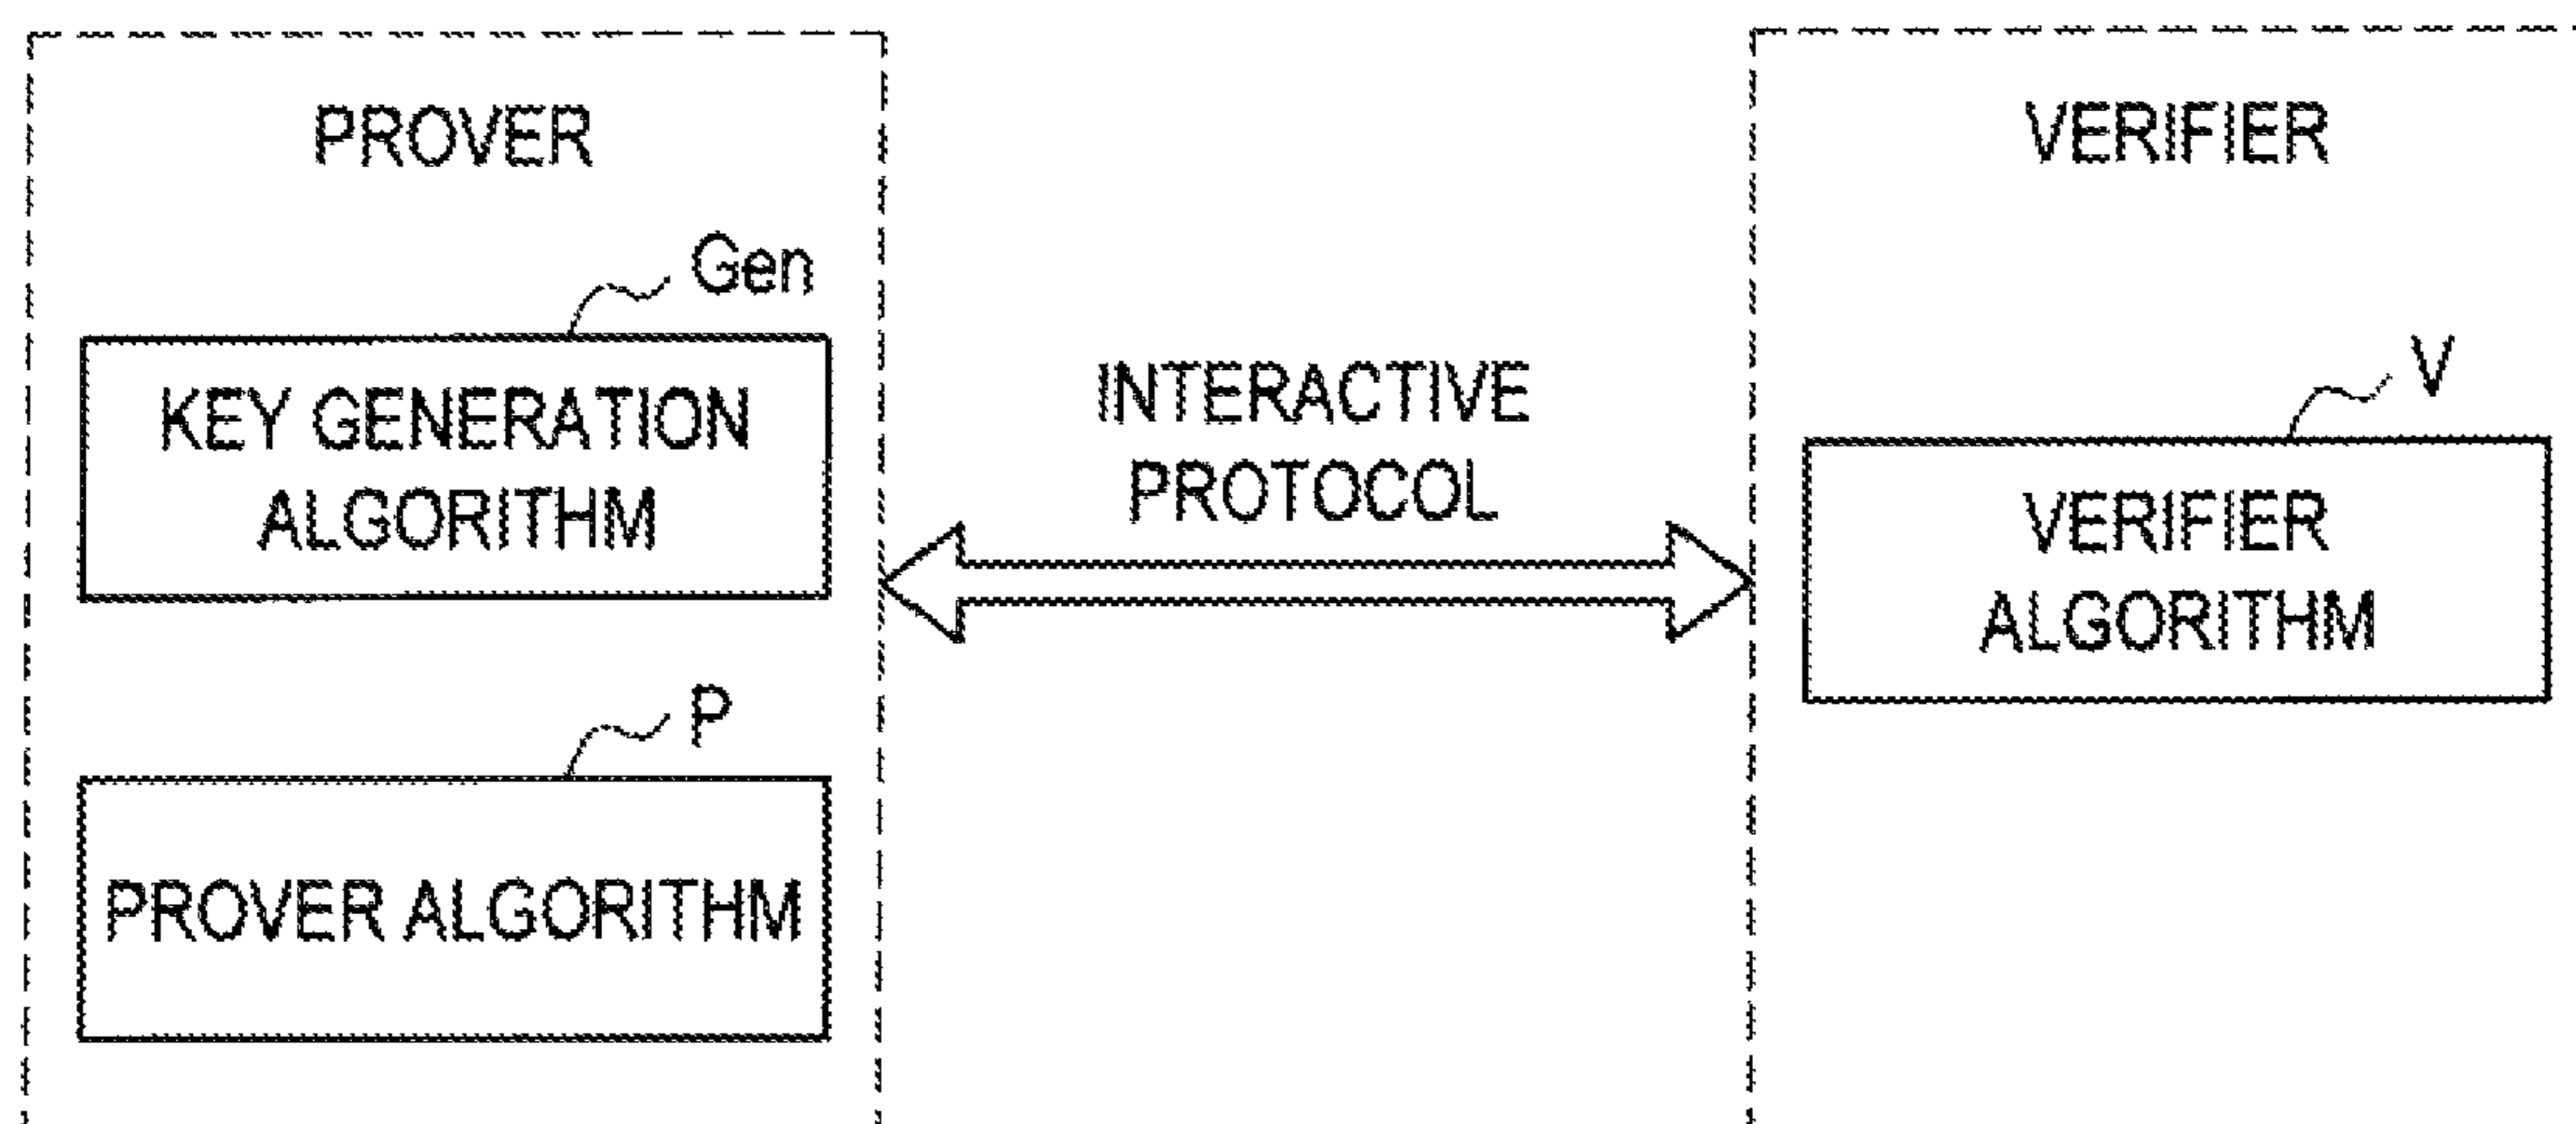 PROVER
Gen
KEY GENERATION
ALGORITHM
P
PROVER ALGORITHM
INTERACTIVE
PROTOCOL
VERIFIER
V
VERIFIER
ALGORITHM